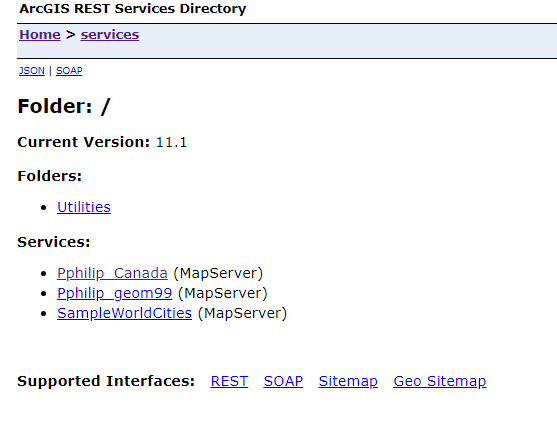 ArcGIS REST Services Directory
Home > services
JSON | SOAP
Folder: /
Current Version: 11.1
Folders:
Utilities
Services:
Pphilip_Canada (MapServer)
Pphilip_geom99 (MapServer)
SampleWorldCities (MapServer)
Supported Interfaces: REST SOAP Sitemap Geo Sitemap